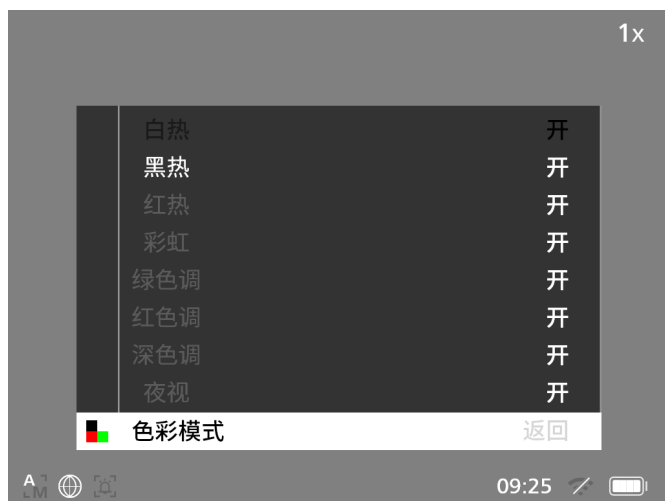 1x
白热 开
黑热 开
红热 开
彩虹 开
绿色调 开
红色调 开
深色调 开
夜视 开
色彩模式 返回
A M 09:25